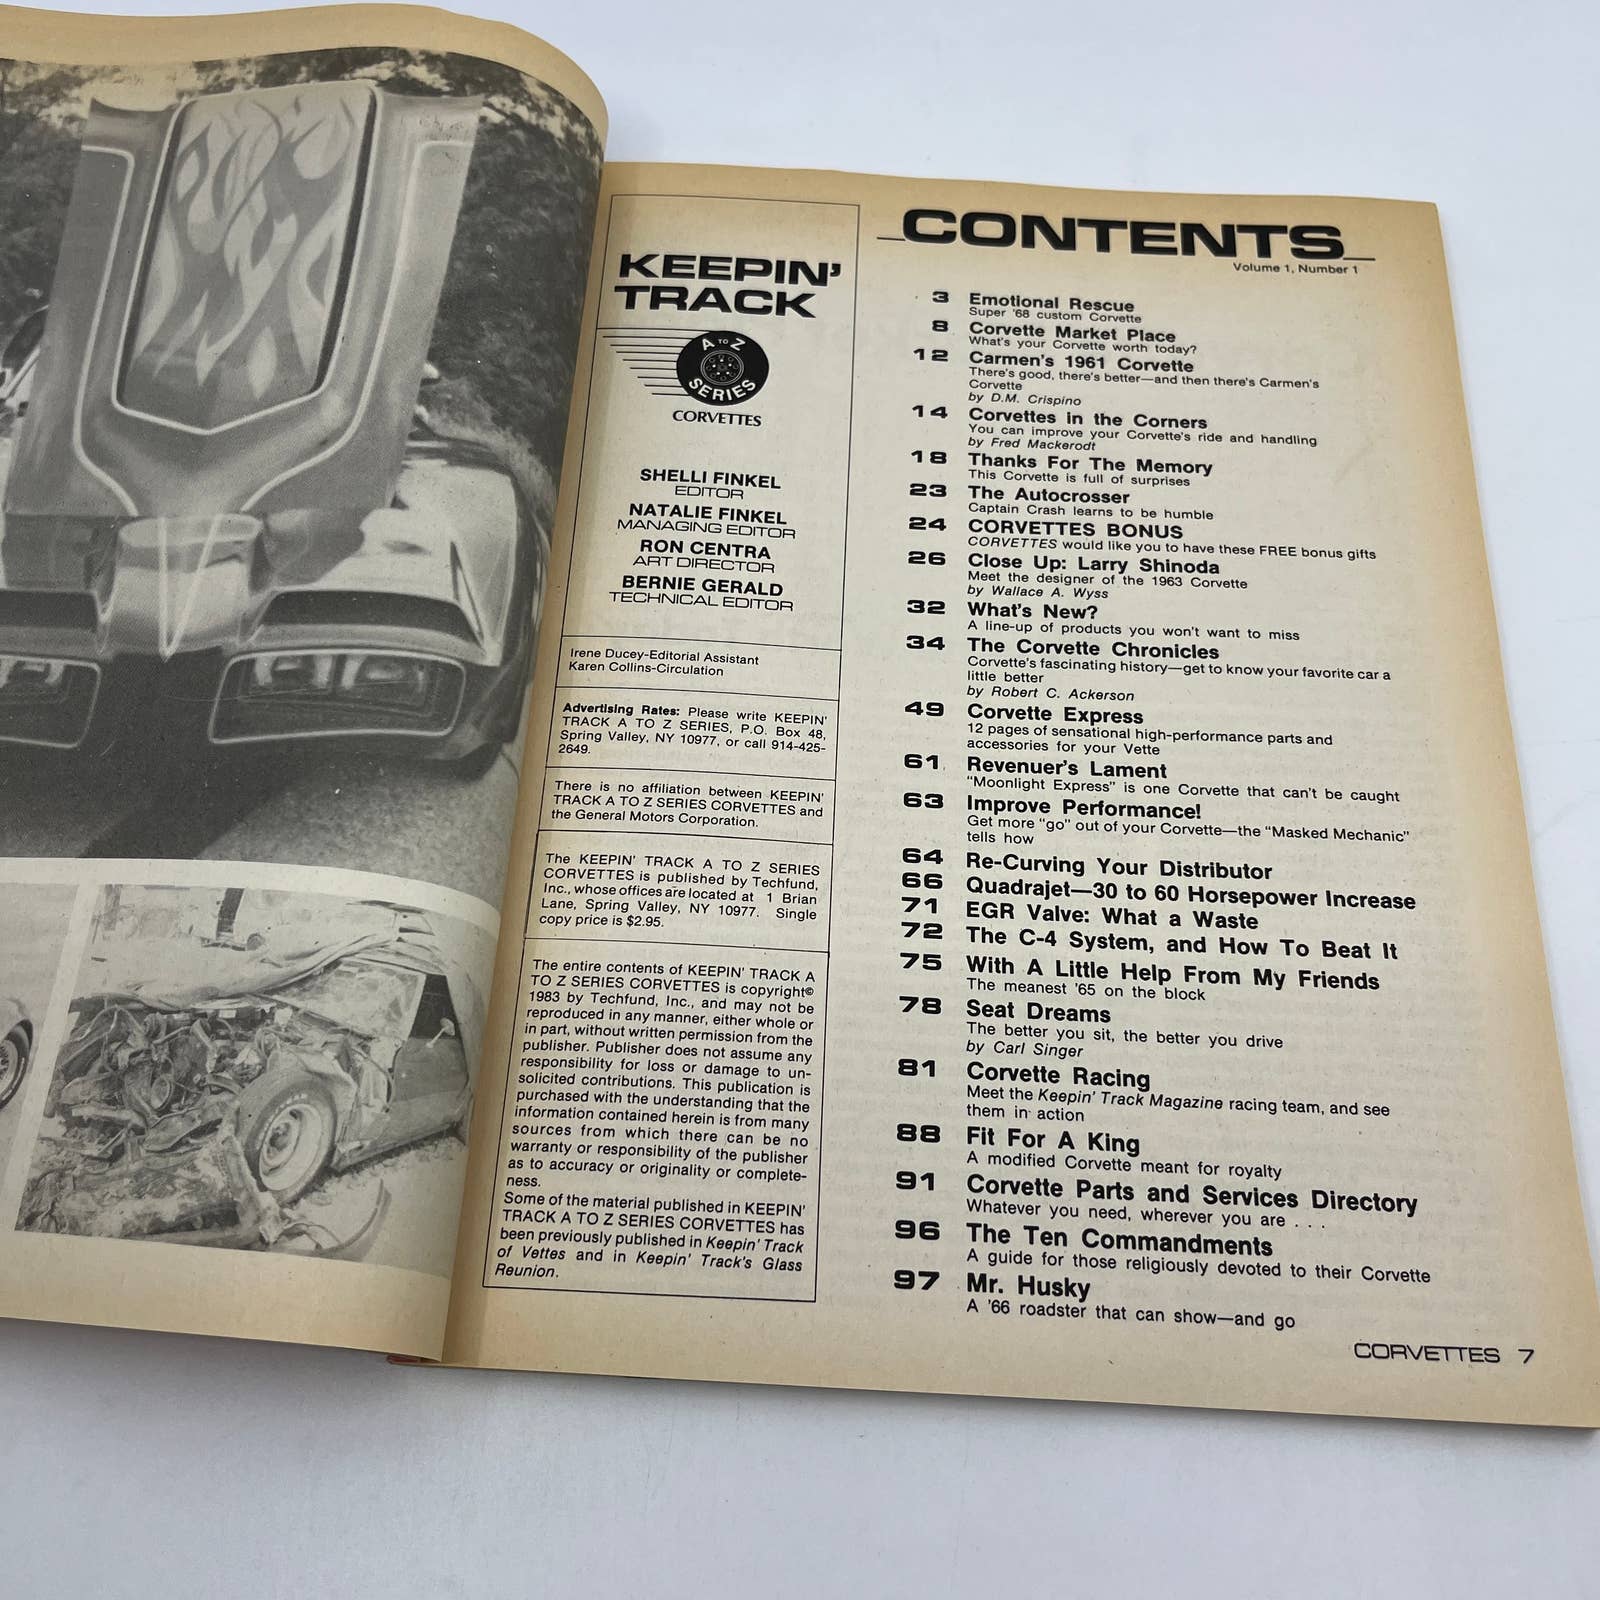 KEEPIN'
TRACK
A TO Z
SERIES
CORVETTES
SHELLI FINKEL
EDITOR
NATALIE FINKEL
MANAGING EDITOR
RON CENTRA
ART DIRECTOR
BERNIE GERALD
TECHNICAL EDITOR
Irene Ducey-Editorial Assistant
Karen Collins-Circulation
Advertising Rates: Please write KEEPIN'
TRACK A TO Z SERIES, P.O. Box 48,
Spring Valley, NY 10977, or call 914-425-
2649.
There is no affiliation between KEEPIN'
TRACK A TO Z SERIES CORVETTES and
the General Motors Corporation.
The KEEPIN' TRACK A TO Z SERIES
CORVETTES is published by Techfund,
Inc., whose offices are located at 1 Brian
Lane, Spring Valley, NY 10977. Single
copy price is $2.95.
The entire contents of KEEPIN' TRACK A
TO Z SERIES CORVETTES is copyright©
1983 by Techfund, Inc., and may not be
reproduced in any manner, either whole or
in part, without written permission from the
publisher. Publisher does not assume any
responsibility for loss or damage to un-
solicited contributions. This publication is
purchased with the understanding that the
information contained herein is from many
sources from which there can be no
warranty or responsibility of the publisher
as to accuracy or originality or complete-
ness.
Some of the material published in KEEPIN'
TRACK A TO Z SERIES CORVETTES has
been previously published in Keepin' Track
of Vettes and in Keepin' Track's Glass
Reunion.
CONTENTS
Volume 1, Number 1
3 Emotional Rescue
Super '68 custom Corvette
8 Corvette Market Place
What's your Corvette worth today?
12 Carmen's 1961 Corvette
There's good, there's better—and then there's Carmen's
Corvette
by D.M. Crispino
14 Corvettes in the Corners
You can improve your Corvette's ride and handling
by Fred Mackerodt
18 Thanks For The Memory
This Corvette is full of surprises
23 The Autocrosser
Captain Crash learns to be humble
24 CORVETTES BONUS
CORVETTES would like you to have these FREE bonus gifts
26 Close Up: Larry Shinoda
Meet the designer of the 1963 Corvette
by Wallace A. Wyss
32 What's New?
A line-up of products you won't want to miss
34 The Corvette Chronicles
Corvette's fascinating history—get to know your favorite car a
little better
by Robert C. Ackerson
49 Corvette Express
12 pages of sensational high-performance parts and
accessories for your Vette
61 Revenuer's Lament
"Moonlight Express" is one Corvette that can't be caught
63 Improve Performance!
Get more "go" out of your Corvette—the "Masked Mechanic"
tells how
64 Re-Curving Your Distributor
66 Quadrajet—30 to 60 Horsepower Increase
71 EGR Valve: What a Waste
72 The C-4 System, and How To Beat It
75 With A Little Help From My Friends
The meanest '65 on the block
78 Seat Dreams
The better you sit, the better you drive
by Carl Singer
81 Corvette Racing
Meet the Keepin' Track Magazine racing team, and see
them in action
88 Fit For A King
A modified Corvette meant for royalty
91 Corvette Parts and Services Directory
Whatever you need, wherever you are . . .
96 The Ten Commandments
A guide for those religiously devoted to their Corvette
97 Mr. Husky
A '66 roadster that can show—and go
CORVETTES 7